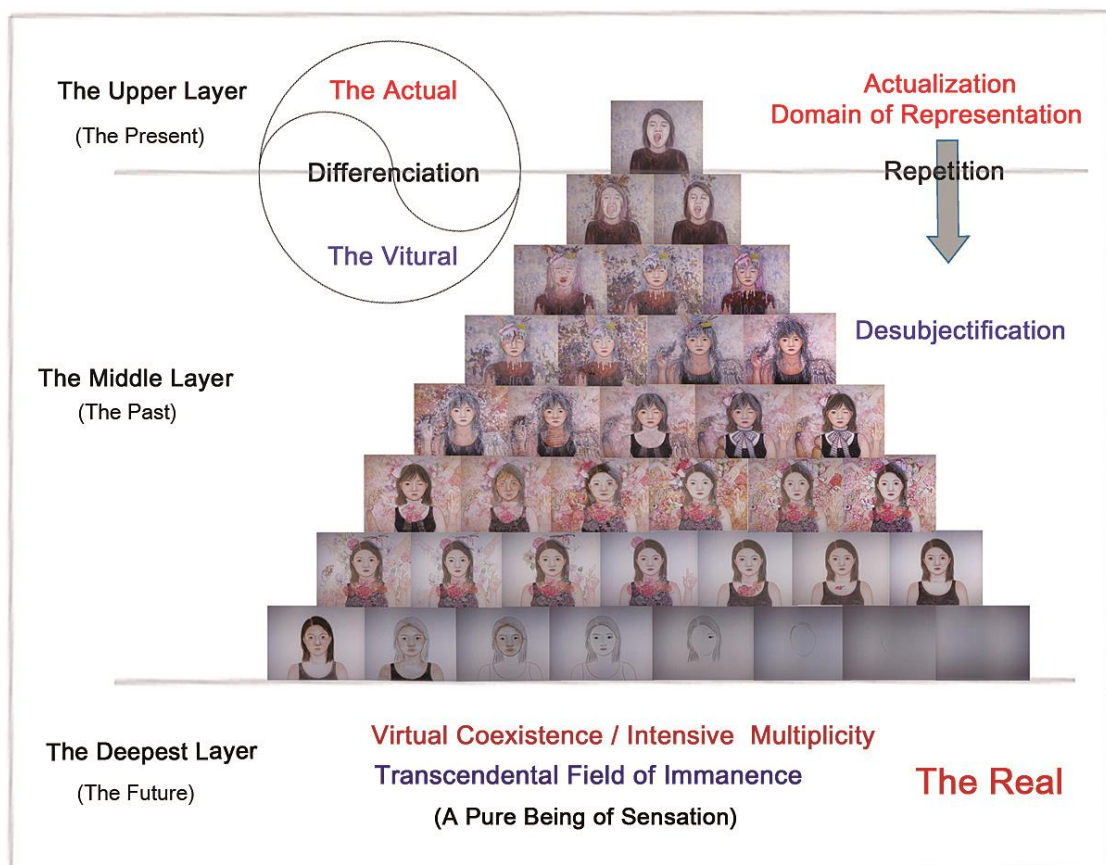 The Upper Layer
(The Present)
The Actual
Differenciation
The Vitural
Actualization
Domain of Representation
Repetition
Desubjectification
The Middle Layer
(The Past)
The Deepest Layer
(The Future)
Virtual Coexistence / Intensive Multiplicity
Transcendental Field of Immanence
(A Pure Being of Sensation)
The Real